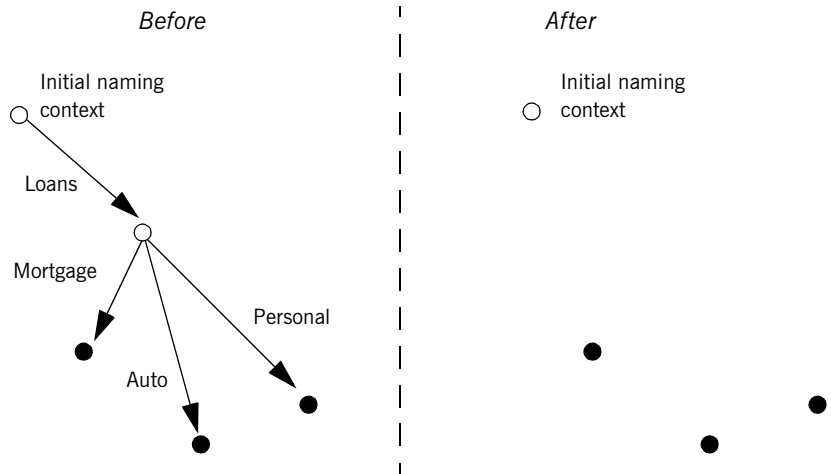 Before
After
Initial naming
context
Initial naming
context
Loans
Mortgage
Personal
Auto